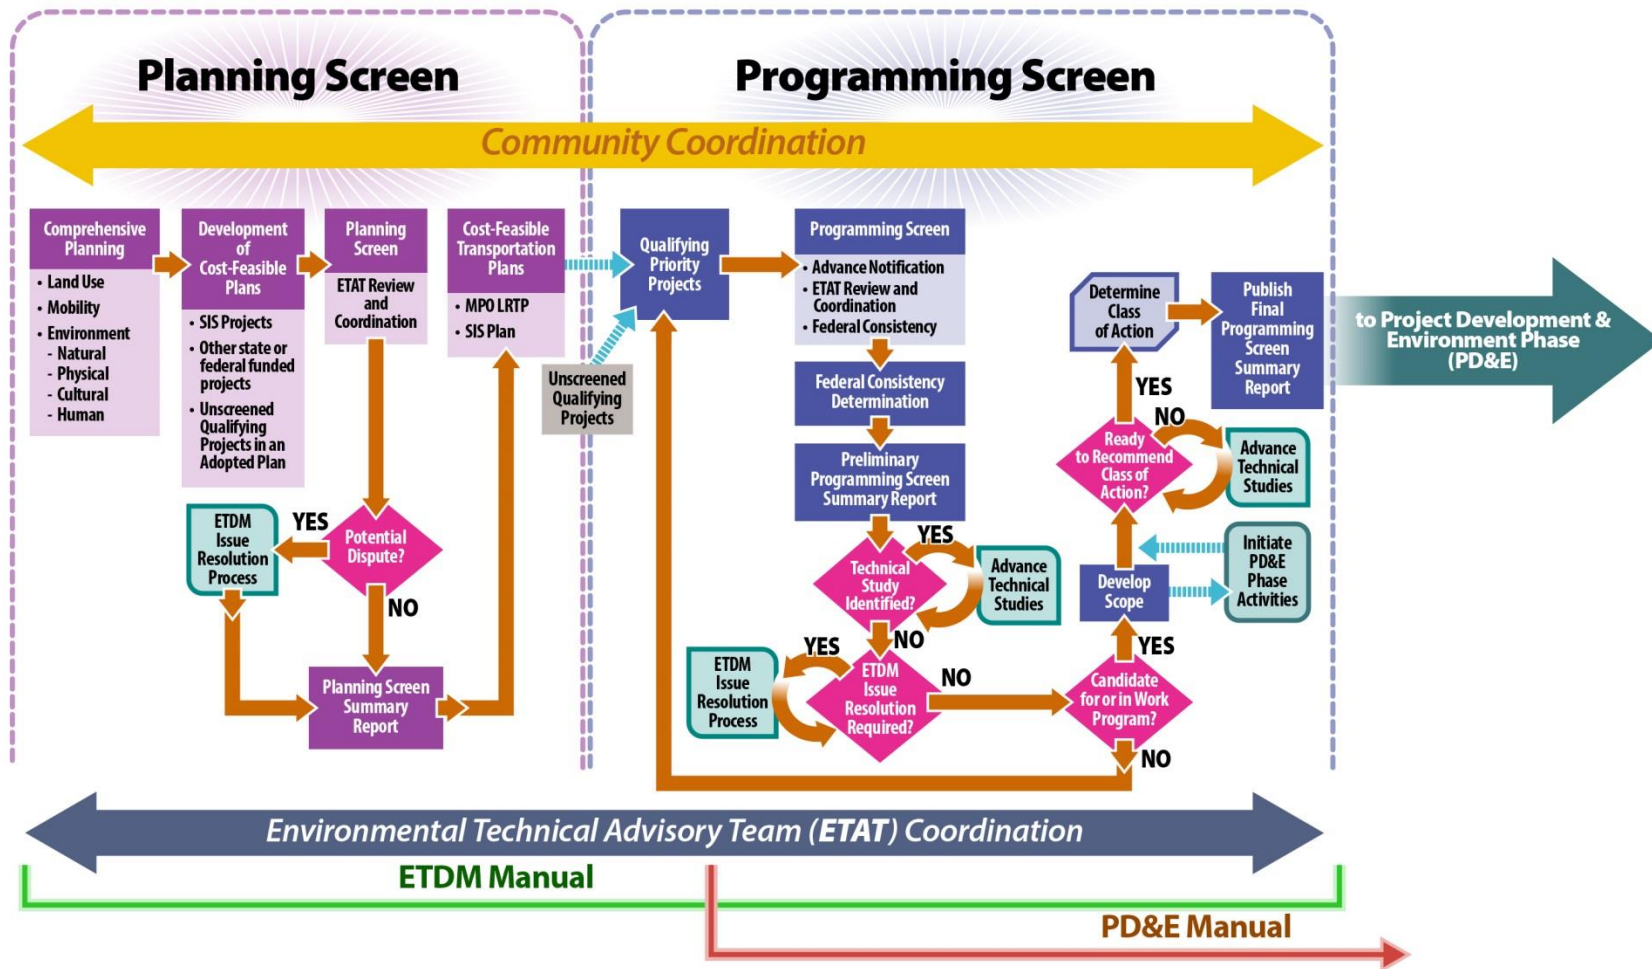 Planning Screen
Programming Screen
Community Coordination
Comprehensive
Planning
• Land Use
• Mobility
• Environment
- Natural
- Physical
- Cultural
- Human
Development
of
Cost-Feasible
Plans
• SIS Projects
• Other state or
federal funded
projects
• Unscreened
Qualifying
Projects in an
Adopted Plan
Planning
Screen
ETAT Review
and
Coordination
Cost-Feasible
Transportation
Plans
• MPO LRTP
• SIS Plan
Potential
Dispute?
YES
NO
ETDM
Issue
Resolution
Process
Planning Screen
Summary
Report
Unscreened
Qualifying
Projects
Qualifying
Priority
Projects
Programming Screen
• Advance Notification
• ETAT Review and
Coordination
• Federal Consistency
Federal Consistency
Determination
Preliminary
Programming Screen
Summary Report
Technical
Study
Identified?
YES
Advance
Technical
Studies
NO
ETDM
Issue
Resolution
Required?
YES
ETDM
Issue
Resolution
Process
NO
Candidate
for or in Work
Program?
NO
YES
Develop
Scope
Initiate
PD&E
Phase
Activities
Ready
to Recommend
Class of
Action?
NO
Advance
Technical
Studies
YES
Determine
Class
of Action
Publish
Final
Programming
Screen
Summary
Report
to Project Development &
Environment Phase
(PD&E)
Environmental Technical Advisory Team (ETAT) Coordination
ETDM Manual
PD&E Manual